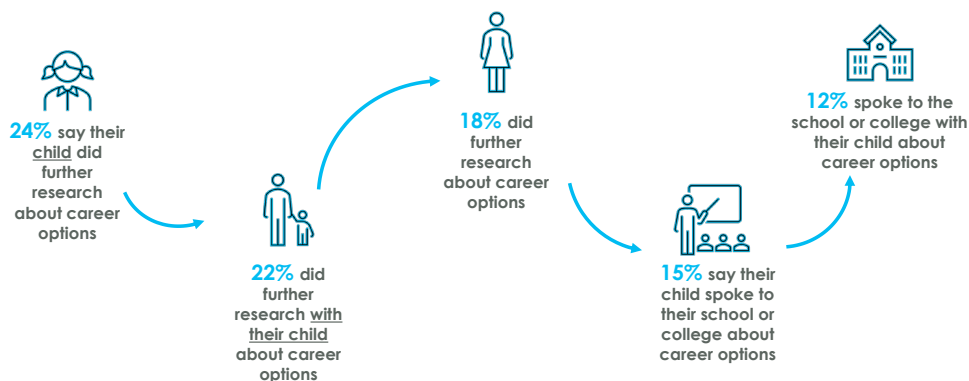 24% say their
child did
further
research
about career
options
22% did
further
research with
their child
about career
options
18% did
further
research
about career
options
15% say their
child spoke to
their school or
college about
career options
12% spoke to the
school or college with
their child about
career options